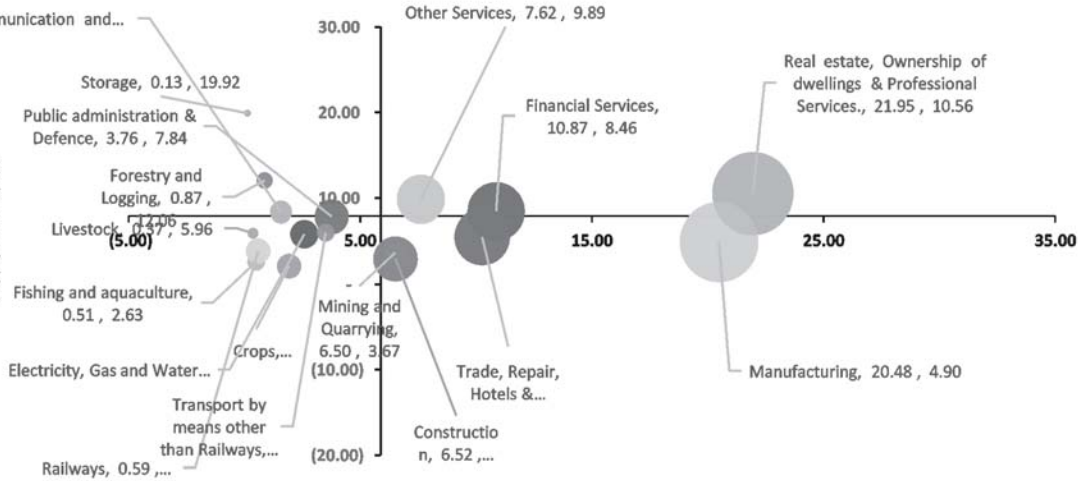 munication and...
30.00
Other Services, 7.62 , 9.89
Storage, 0.13 , 19.92
20.00
Public administration &
Defence, 3.76 , 7.84
Financial Services,
10.87 , 8.46
Real estate, Ownership of
dwellings & Professional
Services., 21.95 , 10.56
Forestry and
Logging, 0.87 ,
12.06
10.00
Livestock, 0.37 , 5.96
(5.00)
5.00
15.00
25.00
35.00
-
Fishing and aquaculture,
0.51 , 2.63
Mining and
Quarrying,
6.50 , 3.67
Crops,...
Electricity, Gas and Water...
(10.00)
Trade, Repair,
Hotels &...
Manufacturing, 20.48 , 4.90
Transport by
means other
than Railways,...
Constructio
n, 6.52 ,...
(20.00)
Railways, 0.59 ,...